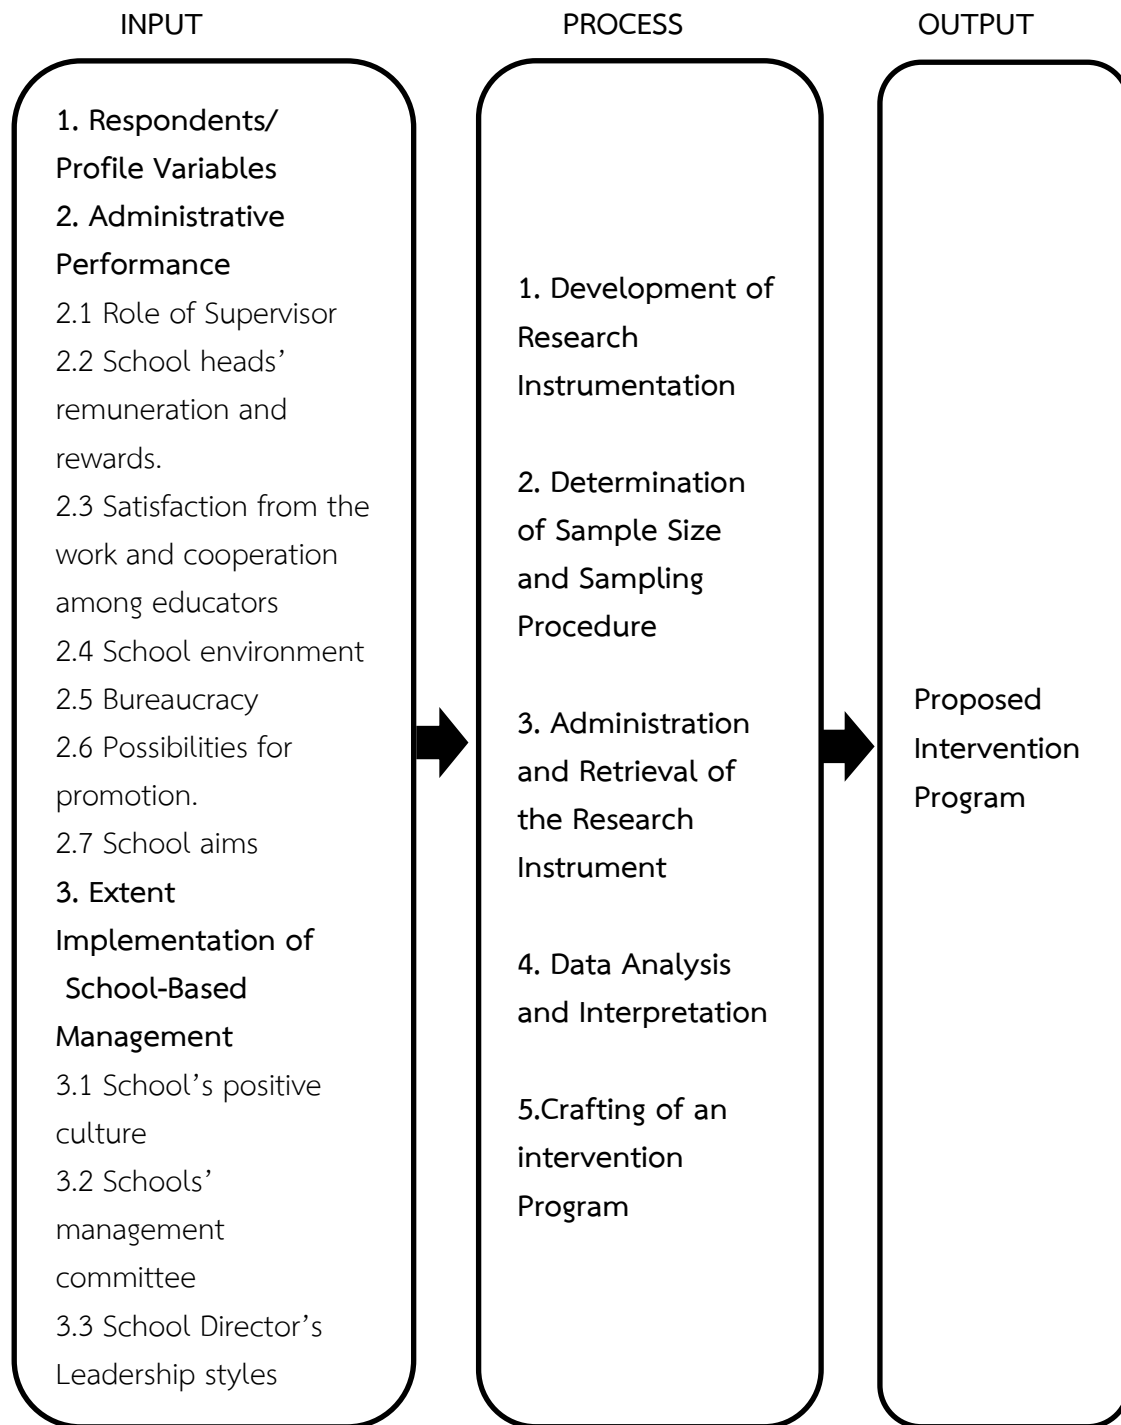 INPUT
PROCESS
OUTPUT
1. Respondents/
Profile Variables
2. Administrative
Performance
2.1 Role of Supervisor
2.2 School heads’
remuneration and
rewards.
2.3 Satisfaction from the
work and cooperation
among educators
2.4 School environment
2.5 Bureaucracy
2.6 Possibilities for
promotion.
2.7 School aims
3. Extent
Implementation of
School-Based
Management
3.1 School’s positive
culture
3.2 Schools’
management
committee
3.3 School Director’s
Leadership styles
1. Development of
Research
Instrumentation
2. Determination
of Sample Size
and Sampling
Procedure
3. Administration
and Retrieval of
the Research
Instrument
4. Data Analysis
and Interpretation
5.Crafting of an
intervention
Program
Proposed
Intervention
Program